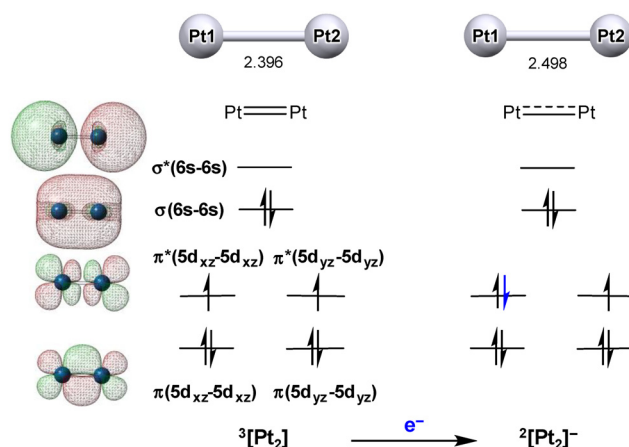 Pt1 Pt2 Pt1 Pt2
2.396 2.498
Pt Pt Pt Pt
σ*(6s-6s)
σ(6s-6s)
π*(5dxz-5dxz) π*(5dyz-5dyz)
π(5dxz-5dxz) π(5dyz-5dyz)
³[Pt₂] e⁻ ²[Pt₂]⁻